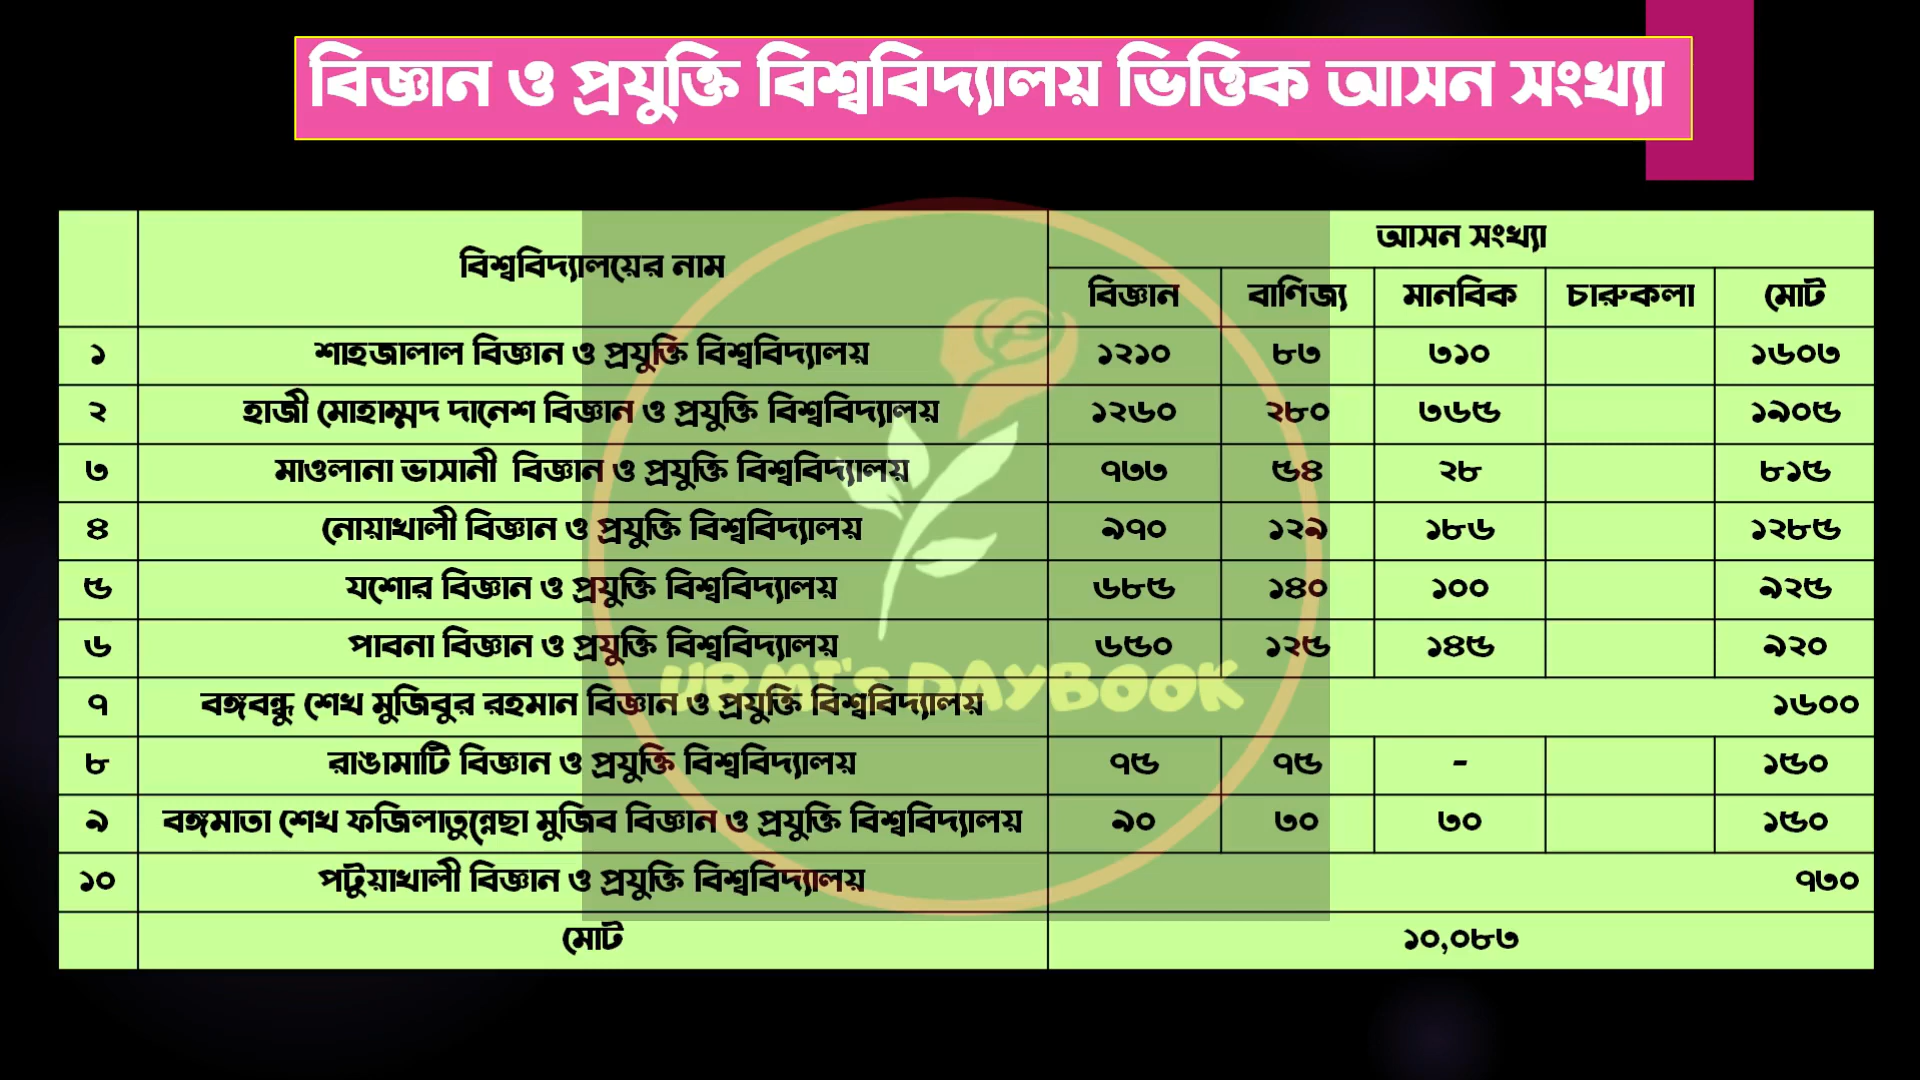 বিজ্ঞান ও প্রযুক্তি বিশ্ববিদ্যালয় ভিত্তিক আসন সংখ্যা
বিশ্ববিদ্যালয়ের নাম আসন সংখ্যা
বিজ্ঞান বাণিজ্য মানবিক চারুকলা মোট
১ শাহজালাল বিজ্ঞান ও প্রযুক্তি বিশ্ববিদ্যালয় ১২১০ ৮৩ ৩১০ ১৬০৩
২ হাজী মোহাম্মদ দানেশ বিজ্ঞান ও প্রযুক্তি বিশ্ববিদ্যালয় ১২৬০ ২৮০ ৩৬৫ ১৯০৫
৩ মাওলানা ভাসানী বিজ্ঞান ও প্রযুক্তি বিশ্ববিদ্যালয় ৭৩৩ ৫৪ ২৮ ৮১৫
৪ নোয়াখালী বিজ্ঞান ও প্রযুক্তি বিশ্ববিদ্যালয় ৯৭০ ১২৯ ১৮৬ ১২৮৫
৫ যশোর বিজ্ঞান ও প্রযুক্তি বিশ্ববিদ্যালয় ৬৮৫ ১৪০ ১০০ ৯২৫
৬ পাবনা বিজ্ঞান ও প্রযুক্তি বিশ্ববিদ্যালয় ৬৫০ ১২৫ ১৪৫ ৯২০
URMI'S DAYBOOK
৭ বঙ্গবন্ধু শেখ মুজিবুর রহমান বিজ্ঞান ও প্রযুক্তি বিশ্ববিদ্যালয় ১৬০০
৮ রাঙামাটি বিজ্ঞান ও প্রযুক্তি বিশ্ববিদ্যালয় ৭৫ ৭৫ - ১৫০
৯ বঙ্গমাতা শেখ ফজিলাতুন্নেছা মুজিব বিজ্ঞান ও প্রযুক্তি বিশ্ববিদ্যালয় ৯০ ৩০ ৩০ ১৫০
১০ পটুয়াখালী বিজ্ঞান ও প্রযুক্তি বিশ্ববিদ্যালয় ৭৩০
মোট ১০,০৮৩